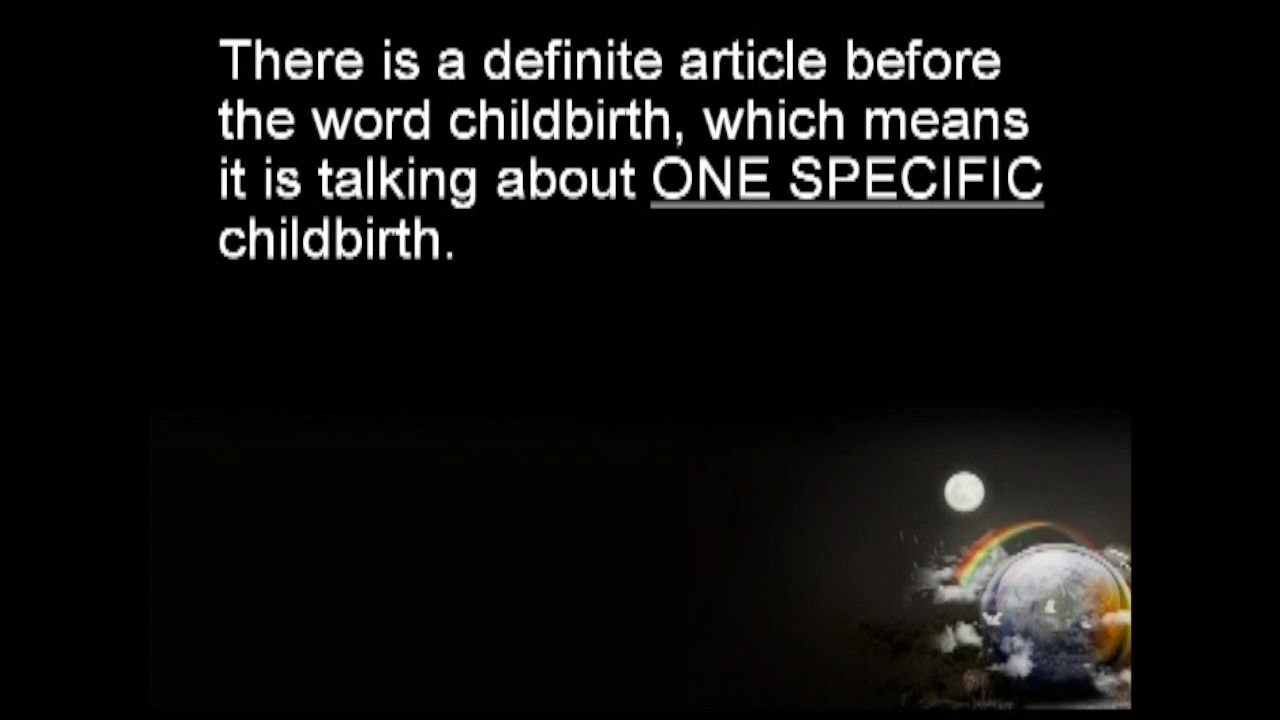 There is a definite article before
the word childbirth, which means
it is talking about ONE SPECIFIC
childbirth.